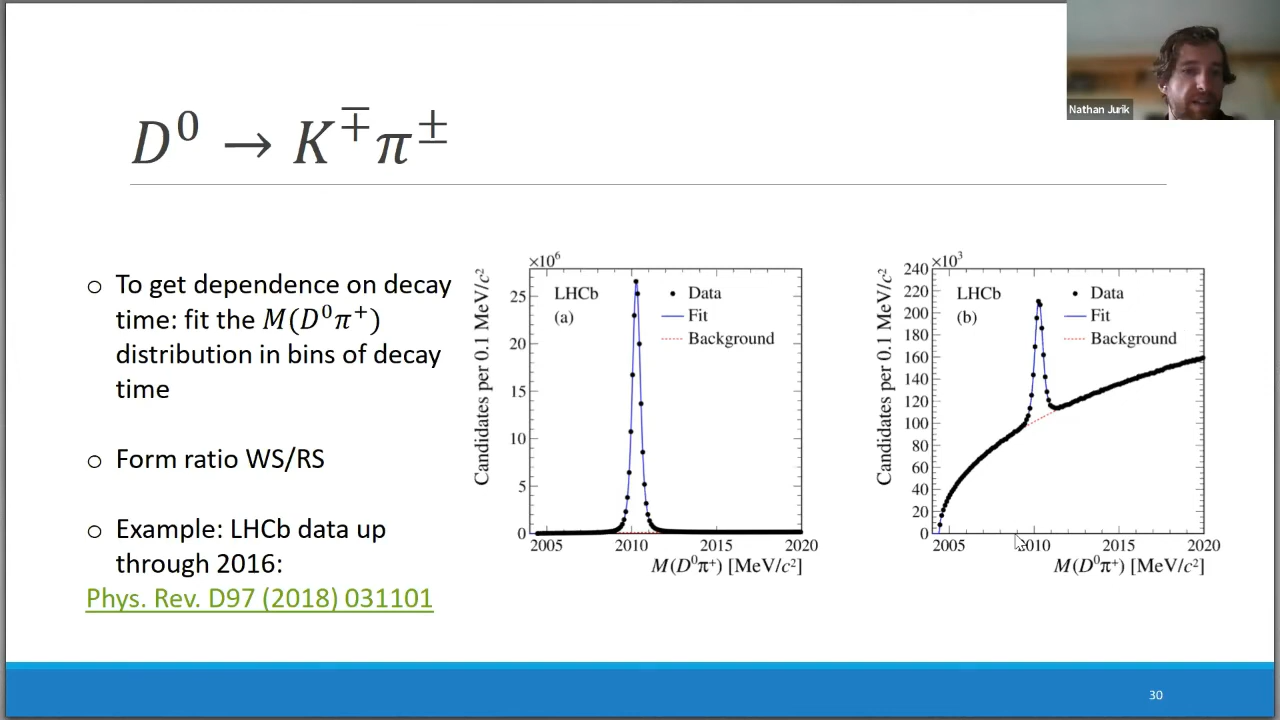 D⁰ → K∓π±
Nathan Jurik
o To get dependence on decay
time: fit the M(D⁰π⁺)
distribution in bins of decay
time
o Form ratio WS/RS
o Example: LHCb data up
through 2016:
Phys. Rev. D97 (2018) 031101
×10⁶
Candidates per 0.1 MeV/c²
25
20
15
10
5
0
LHCb
(a)
Data
Fit
Background
2005 2010 2015 2020
M(D⁰π⁺) [MeV/c²]
×10³
Candidates per 0.1 MeV/c²
240
220
200
180
160
140
120
100
80
60
40
20
0
LHCb
(b)
Data
Fit
Background
2005 2010 2015 2020
M(D⁰π⁺) [MeV/c²]
30